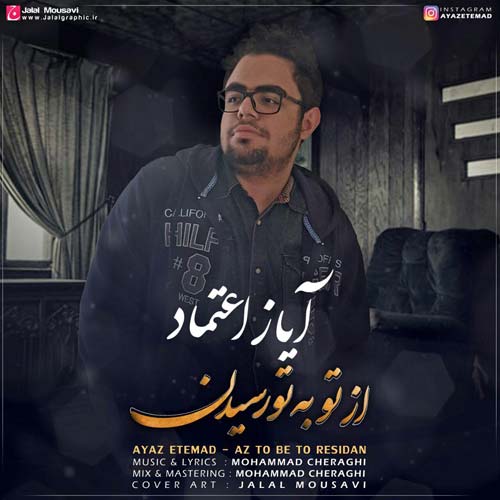 Jalal Mousavi
www.Jalalgraphic.ir
INSTAGRAM
AYAZETEMAD
CALIFOR
HILF
#8
WEST
آیاز اعتماد
از تو به تو رسیدن
AYAZ ETEMAD - AZ TO BE TO RESIDAN
MUSIC & LYRICS : MOHAMMAD CHERAGHI
MIX & MASTERING : MOHAMMAD CHERAGHI
COVER ART : JALAL MOUSAVI